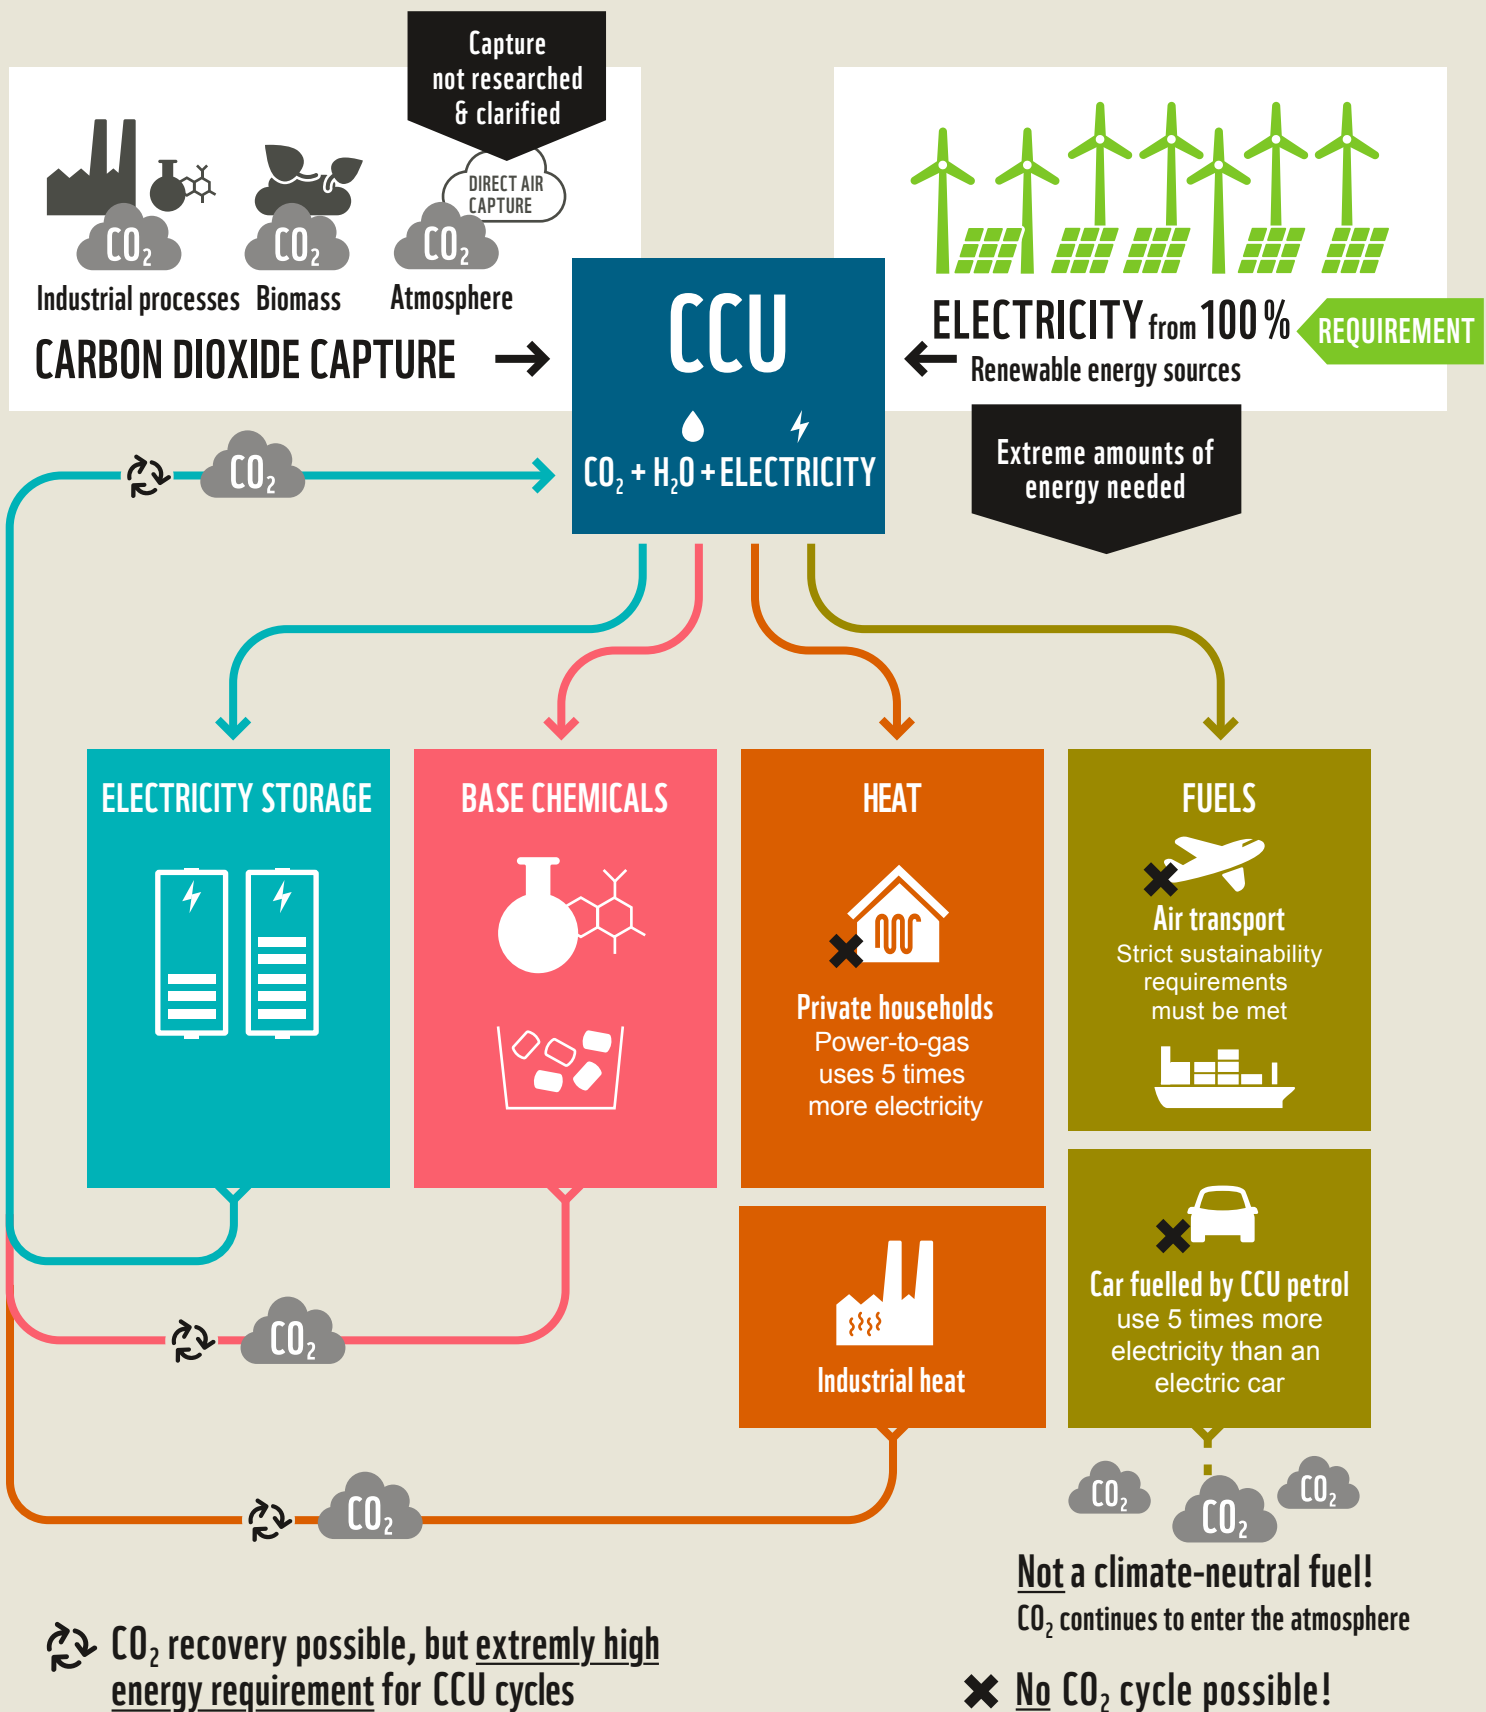 Capture
not researched
& clarified
DIRECT AIR
CAPTURE
CO₂
CO₂
CO₂
Industrial processes
Biomass
Atmosphere
CARBON DIOXIDE CAPTURE
CCU
CO₂ + H₂O + ELECTRICITY
ELECTRICITY from 100 %
Renewable energy sources
REQUIREMENT
Extreme amounts of
energy needed
CO₂
ELECTRICITY STORAGE
BASE CHEMICALS
HEAT
Private households
Power-to-gas
uses 5 times
more electricity
Industrial heat
FUELS
Air transport
Strict sustainability
requirements
must be met
Car fuelled by CCU petrol
use 5 times more
electricity than an
electric car
CO₂
CO₂
CO₂
CO₂
CO₂
Not a climate-neutral fuel!
CO₂ continues to enter the atmosphere
CO₂ recovery possible, but extremly high
energy requirement for CCU cycles
No CO₂ cycle possible!